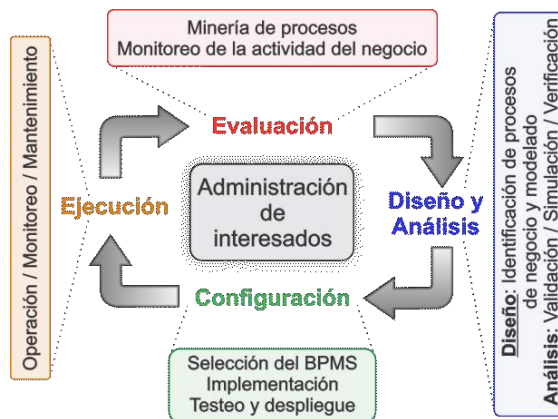 Minería de procesos
Monitoreo de la actividad del negocio
Evaluación
Operación / Monitoreo / Mantenimiento
Ejecución
Administración
de
interesados
Diseño y
Análisis
Diseño: Identificación de procesos
de negocio y modelado
Análisis: Validación / Simulación / Verificación
Configuración
Selección del BPMS
Implementación
Testeo y despliegue